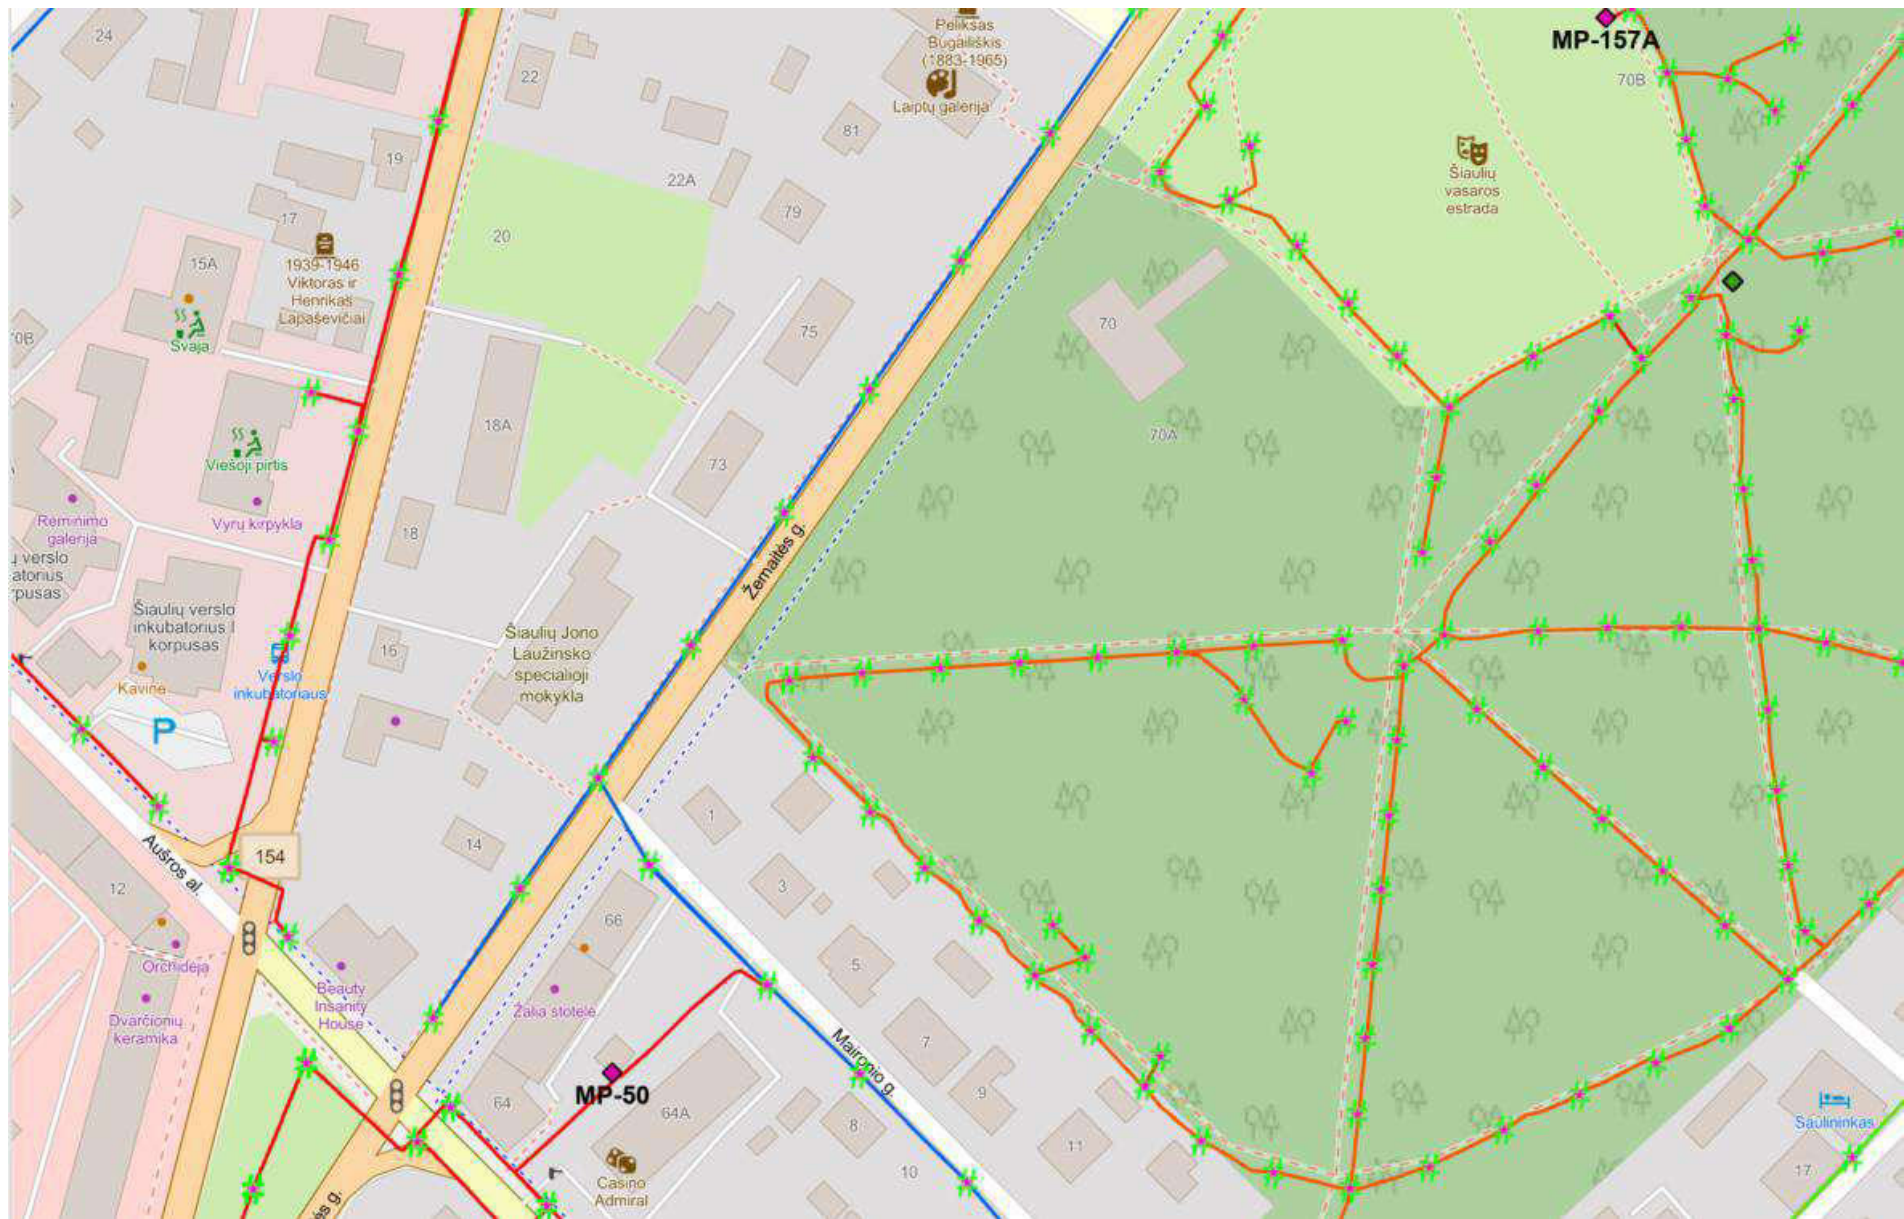 24
Peliksas
Bugailiškis
(1883-1965)
Laiptų galerija
MP-157A
70B
22
81
19
22A
79
17
20
15A
1939-1946
Viktoras ir
Henrikas
Lapaševičiai
Svaja
70B
75
70
Šiaulių
vasaros
estrada
18A
73
70A
Viešoji pirtis
Vyrų kirpykla
Rėminimo
galerija
18
Žemaitės g.
Šiaulių verslo
inkubatorius I
korpusas
Šiaulių Jono
Laužinsko
specialioji
mokykla
16
Kavinė
Verslo
inkubatoriaus
P
Aušros al.
154
14
1
3
12
66
5
Orchidėja
Beauty
Insanity
House
Žalia stotelė
Dvarčionių
keramika
7
Maironio g.
MP-50
64
64A
9
8
11
10
Casino
Admiral
Saulininkas
17